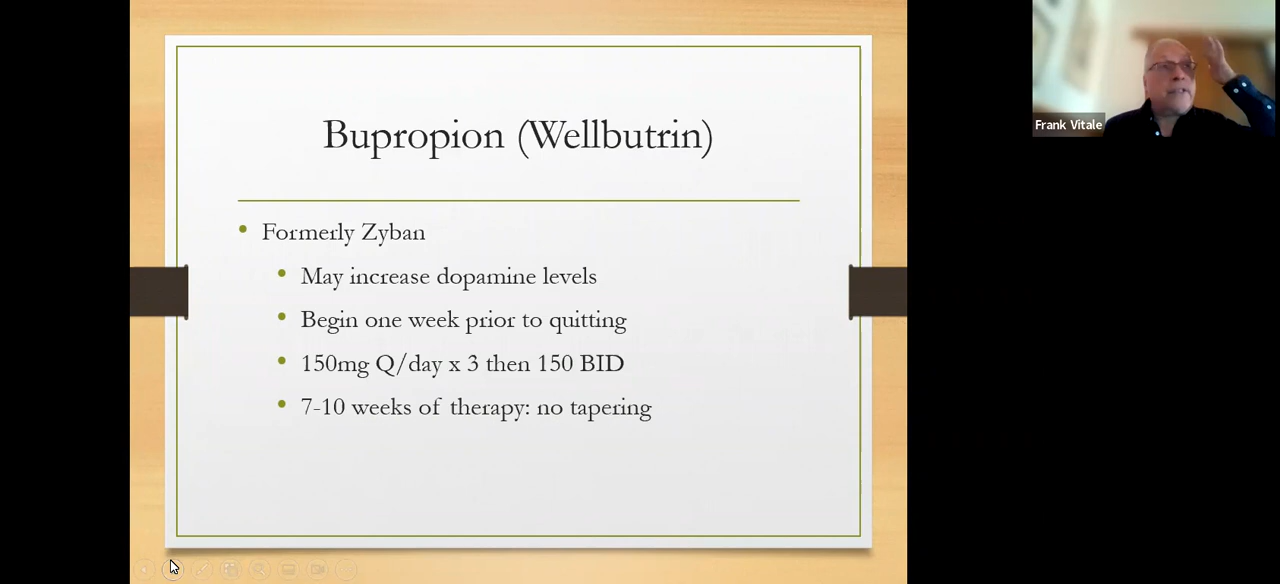 Bupropion (Wellbutrin)
Formerly Zyban
May increase dopamine levels
Begin one week prior to quitting
150mg Q/day x 3 then 150 BID
7-10 weeks of therapy: no tapering
Frank Vitale